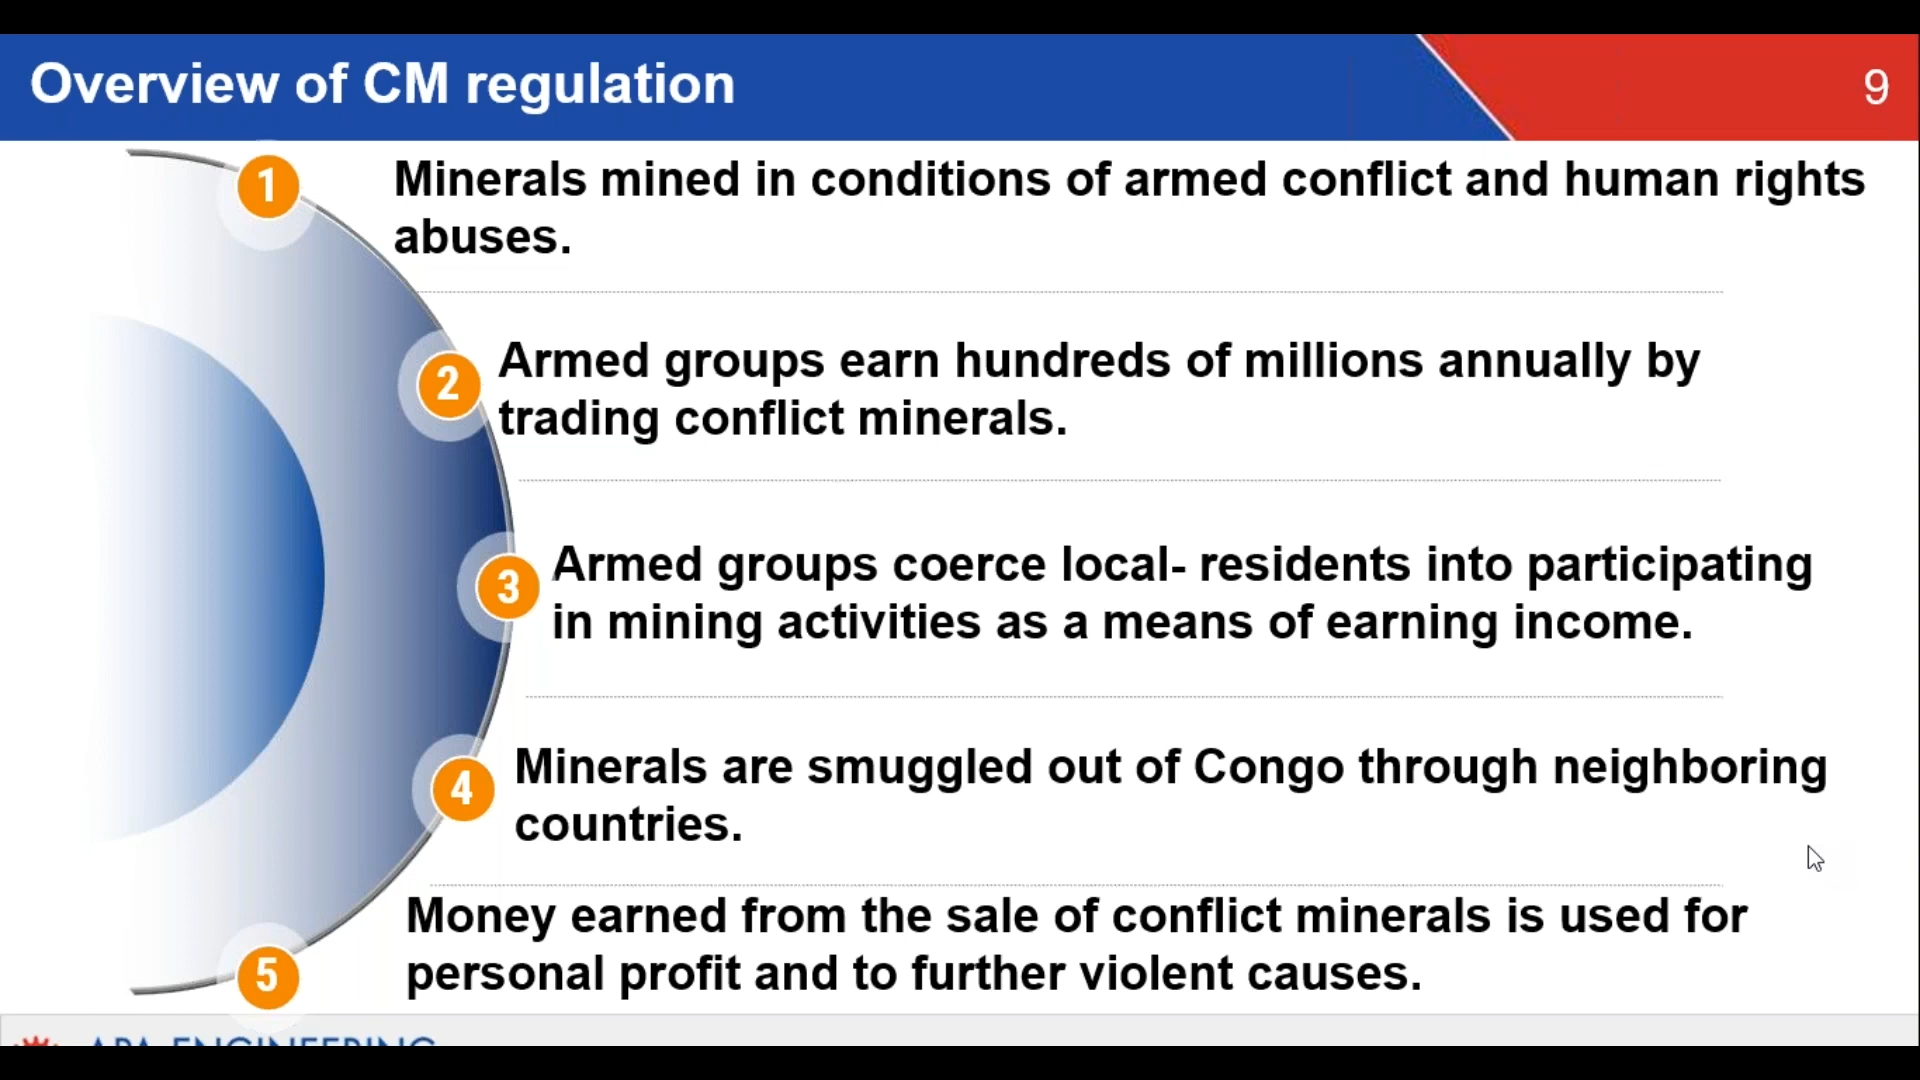 Overview of CM regulation
9
1
Minerals mined in conditions of armed conflict and human rights
abuses.
2
Armed groups earn hundreds of millions annually by
trading conflict minerals.
3
Armed groups coerce local- residents into participating
in mining activities as a means of earning income.
4
Minerals are smuggled out of Congo through neighboring
countries.
5
Money earned from the sale of conflict minerals is used for
personal profit and to further violent causes.
APA ENGINEERING